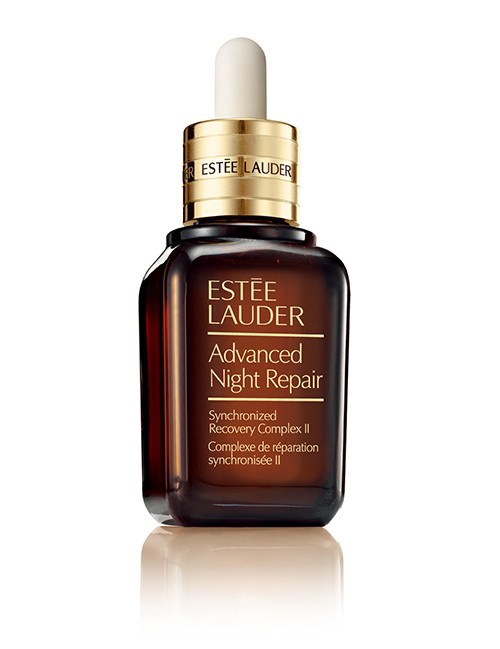 R ESTĒE LAUDER
ESTĒE
LAUDER
Advanced
Night Repair
Synchronized
Recovery Complex II
Complexe de réparation
synchronisée II